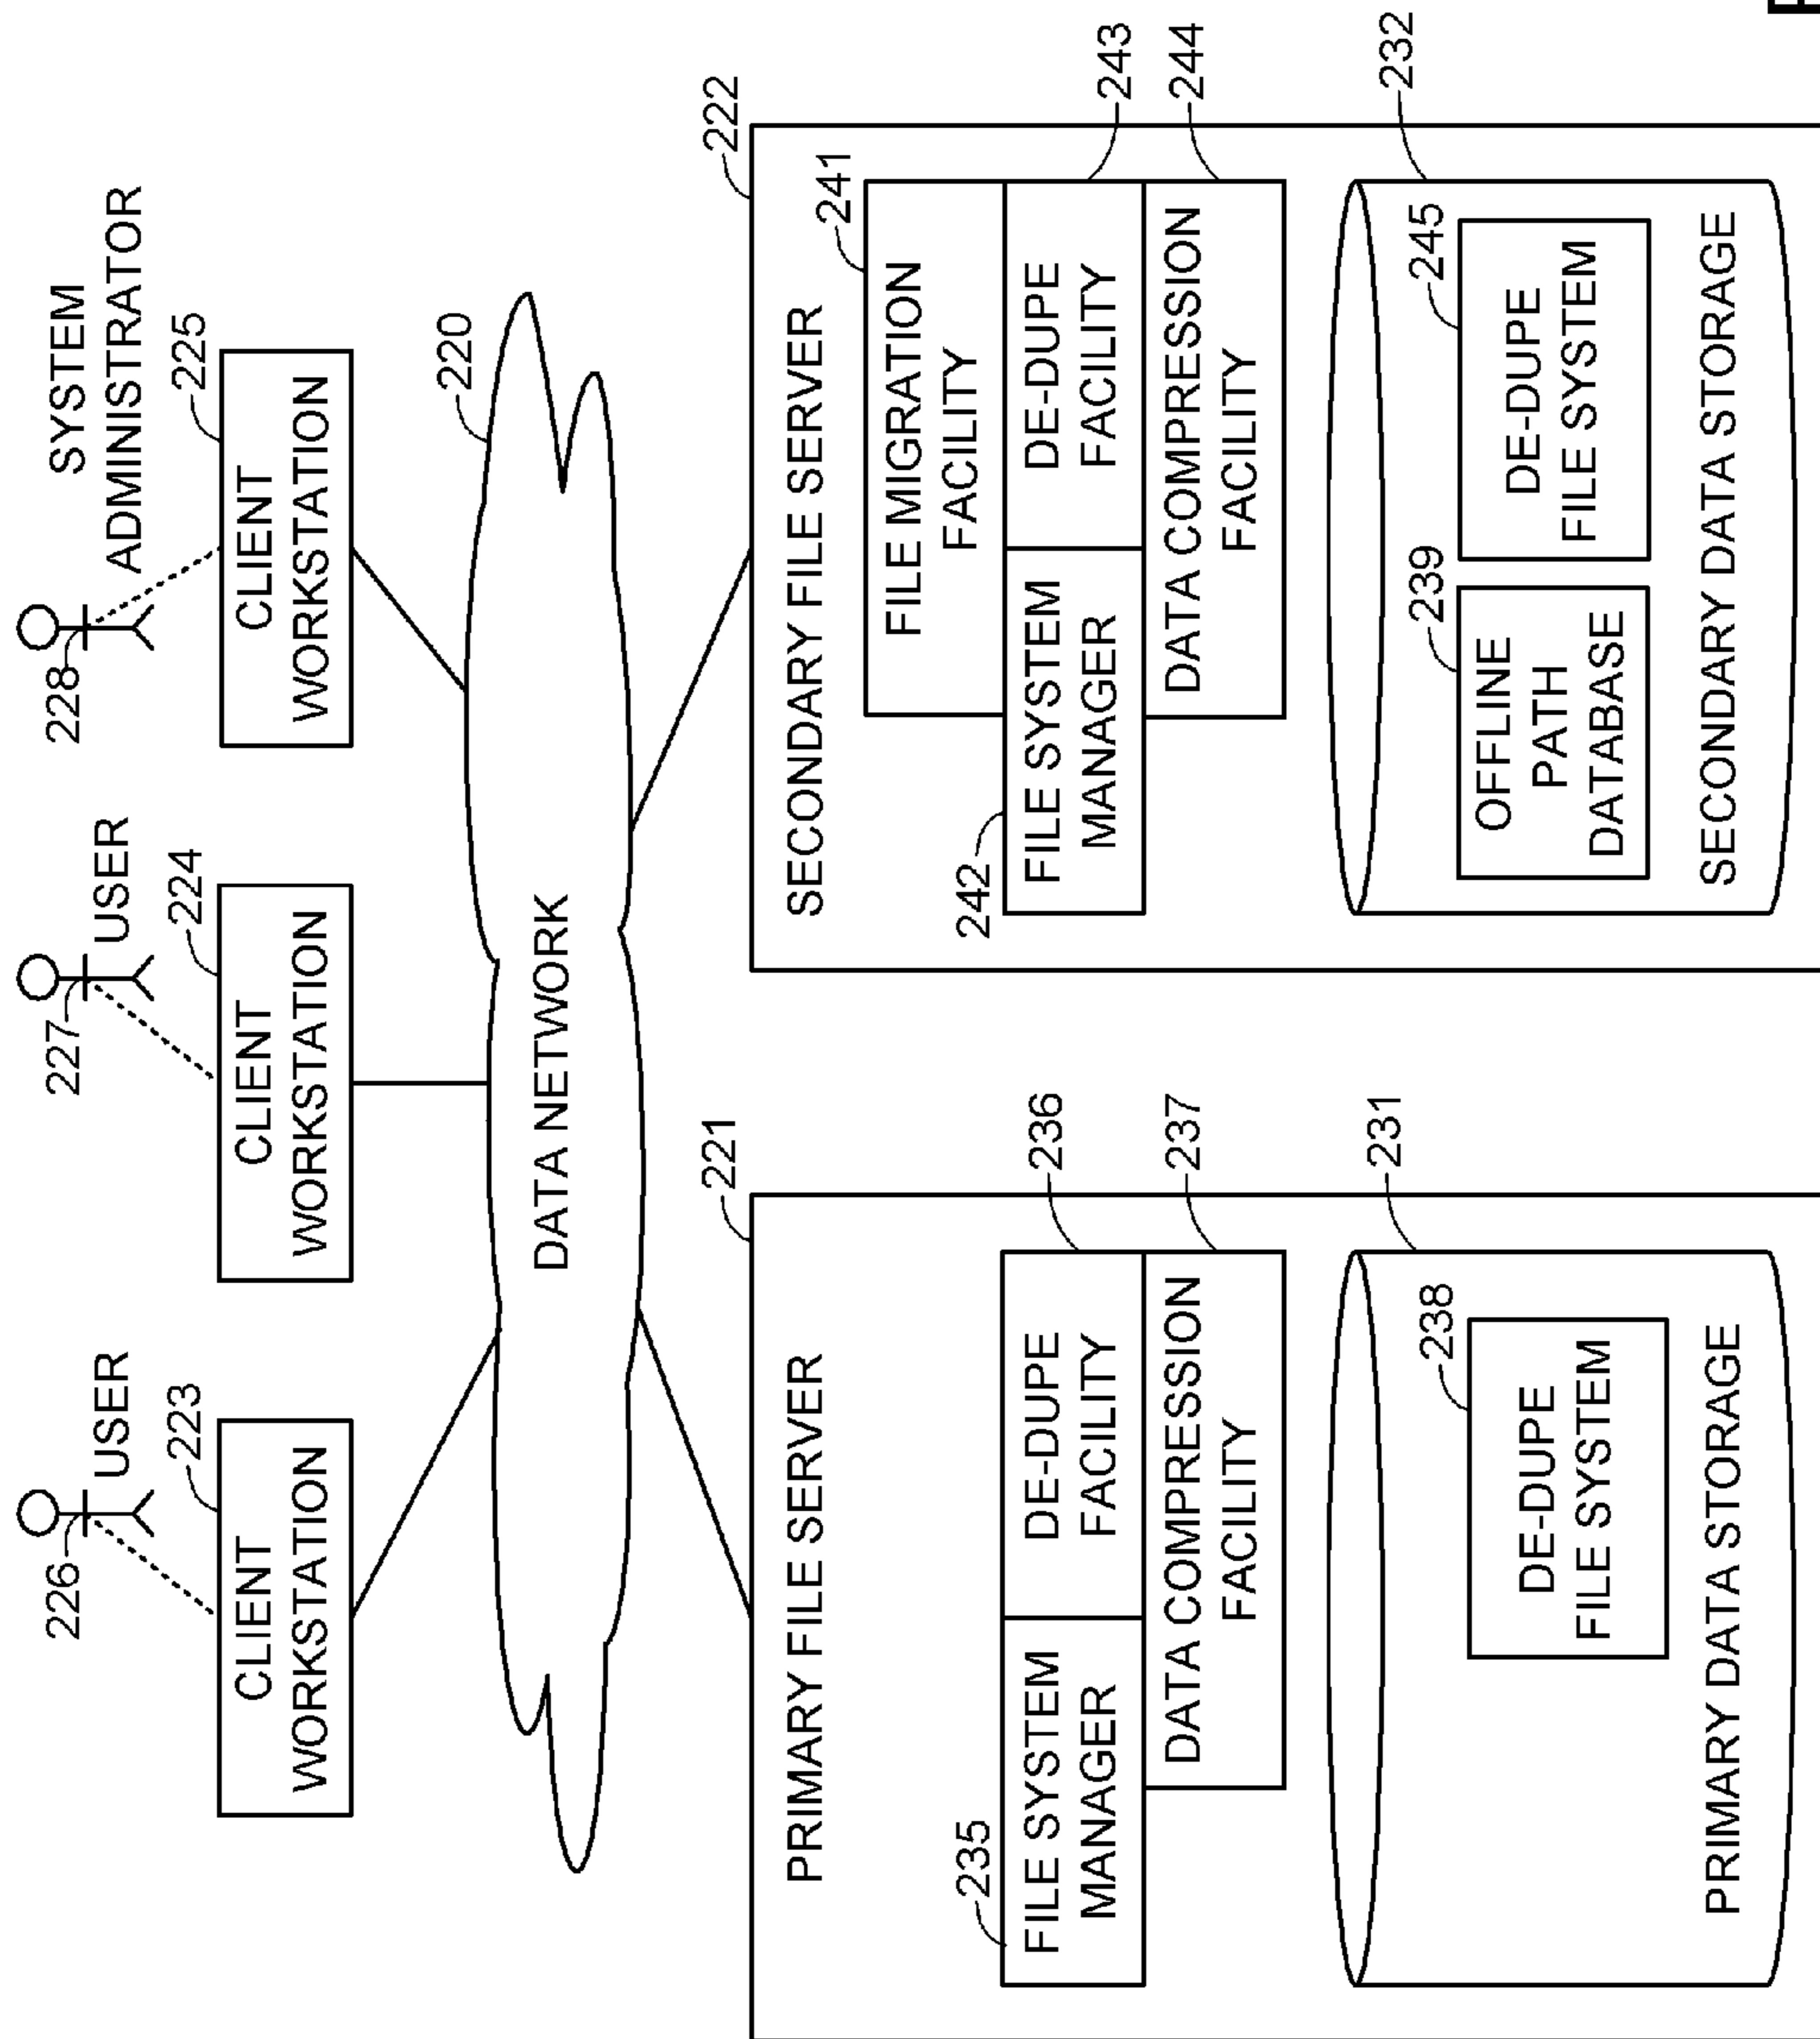 226
USER
223
CLIENT
WORKSTATION
227
USER
224
CLIENT
WORKSTATION
228
SYSTEM
ADMINISTRATOR
225
CLIENT
WORKSTATION
220
DATA NETWORK
221
PRIMARY FILE SERVER
235
FILE SYSTEM
MANAGER
DE-DUPE
FACILITY
236
DATA COMPRESSION
FACILITY
237
231
238
DE-DUPE
FILE SYSTEM
PRIMARY DATA STORAGE
222
SECONDARY FILE SERVER
241
FILE MIGRATION
FACILITY
242
FILE SYSTEM
MANAGER
DE-DUPE
FACILITY
243
DATA COMPRESSION
FACILITY
244
232
239
OFFLINE
PATH
DATABASE
245
DE-DUPE
FILE SYSTEM
SECONDARY DATA STORAGE